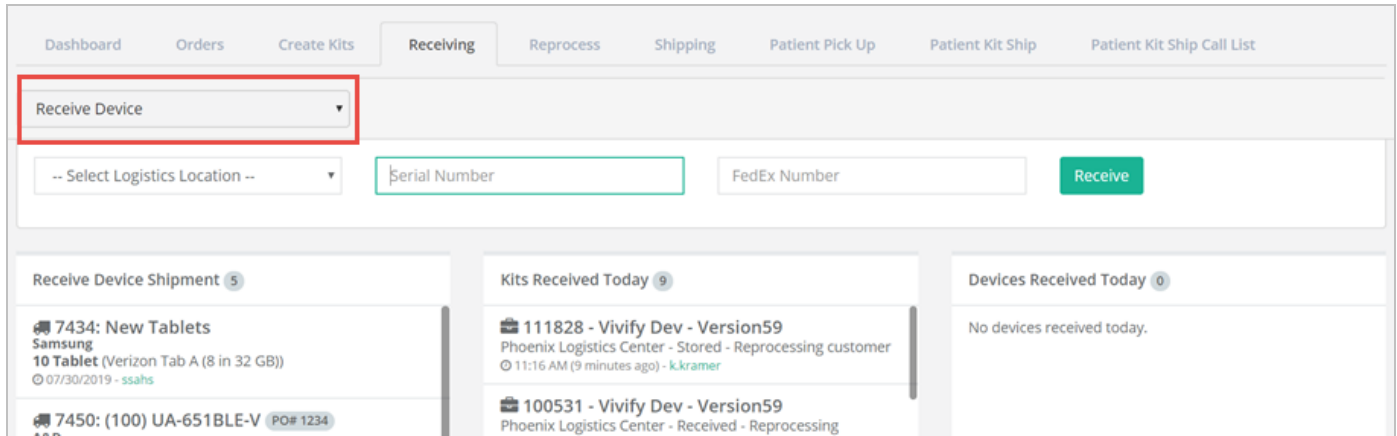 Dashboard Orders Create Kits Receiving Reprocess Shipping Patient Pick Up Patient Kit Ship Patient Kit Ship Call List
Receive Device
-- Select Logistics Location -- Serial Number FedEx Number Receive
Receive Device Shipment 5
7434: New Tablets
Samsung
10 Tablet (Verizon Tab A (8 in 32 GB))
07/30/2019 - ssahs
7450: (100) UA-651BLE-V PO# 1234
Kits Received Today 9
111828 - Vivify Dev - Version59
Phoenix Logistics Center - Stored - Reprocessing customer
11:16 AM (9 minutes ago) - k.kramer
100531 - Vivify Dev - Version59
Phoenix Logistics Center - Received - Reprocessing
Devices Received Today 0
No devices received today.